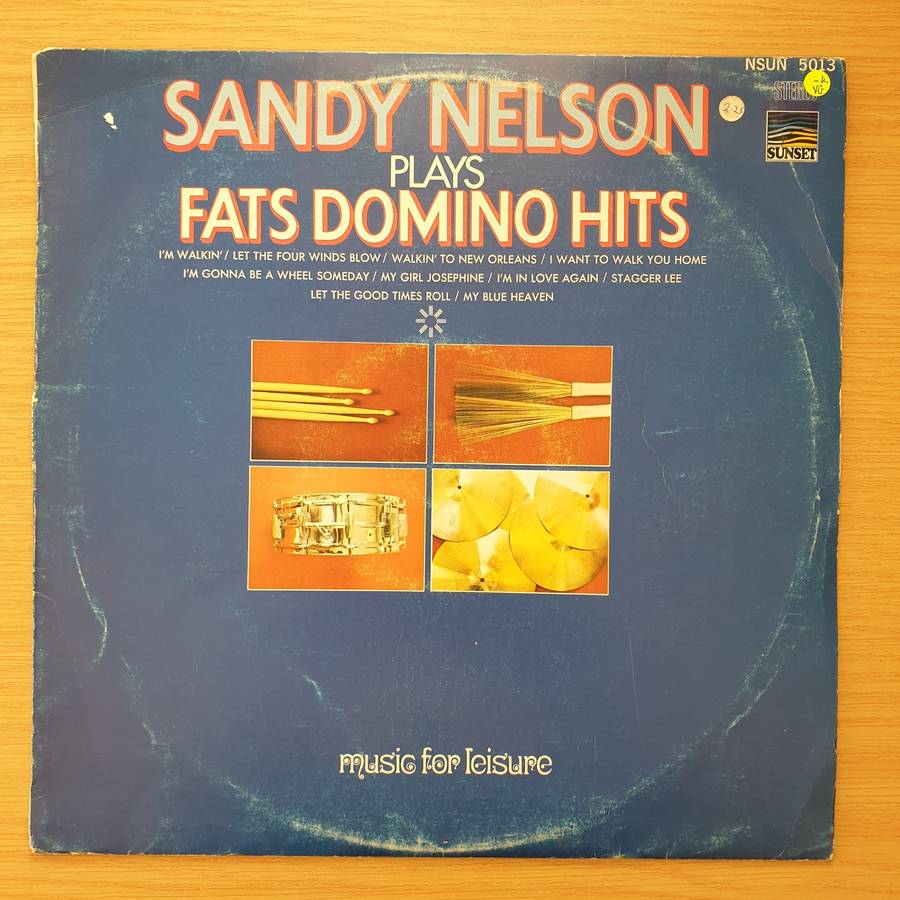 NSUN 5013
STEREO
VG
2.25
SUNSET
SANDY NELSON
PLAYS
FATS DOMINO HITS
I'M WALKIN' / LET THE FOUR WINDS BLOW / WALKIN' TO NEW ORLEANS / I WANT TO WALK YOU HOME
I'M GONNA BE A WHEEL SOMEDAY / MY GIRL JOSEPHINE / I'M IN LOVE AGAIN / STAGGER LEE
LET THE GOOD TIMES ROLL / MY BLUE HEAVEN
music for leisure